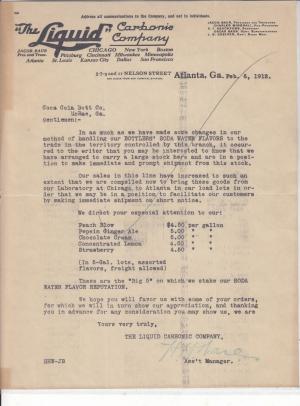 Address all communications to the Company, and not to individuals.
"The Liquid" Carbonic
Company
JACOB BAUR
Pres. and Treas.
CHICAGO New York Boston
Pittsburg Cincinnati Milwaukee Minneapolis
Atlanta St. Louis Kansas City Dallas San Francisco
5-7-9 and 11 NELSON STREET
Atlanta, Ga. Feb. 6, 1912.
Coca Cola Bott Co.
McRae, Ga.
Gentlemen:
In as much as we have made some changes in our
method of handling our BOTTLERS' SODA WATER FLAVORS to the
trade in the territory controlled by this branch, it occur-
red to the writer that you may be interested to know that we
have arranged to carry a large stock here and are in a posi-
tion to make immediate and prompt shipment from this stock.
Our sales in this line have increased to such an
extent that we are compelled now to bring these goods from
our Laboratory at Chicago, to Atlanta in car load lots in or-
der that we may be in a position to facilitate our customers
by making immediate shipment on short notice.
We direct your especial attention to our:
Peach Blow $4.50 per gallon
Pepsin Ginger Ale 5.00 " "
Chocolate Cream 5.00 " "
Concentrated Lemon 4.50 " "
Strawberry 4.50 " "
(In 5-Gal. lots, assorted
flavors, freight allowed)
These are the "Big 5" on which we stake our SODA
WATER FLAVOR REPUTATION.
We hope you will favor us with some of your orders,
for which we will in turn show our appreciation, and thanking
you in advance for any consideration you may show us, we are
Yours very truly,
THE LIQUID CARBONIC COMPANY,
Ass't Manager.